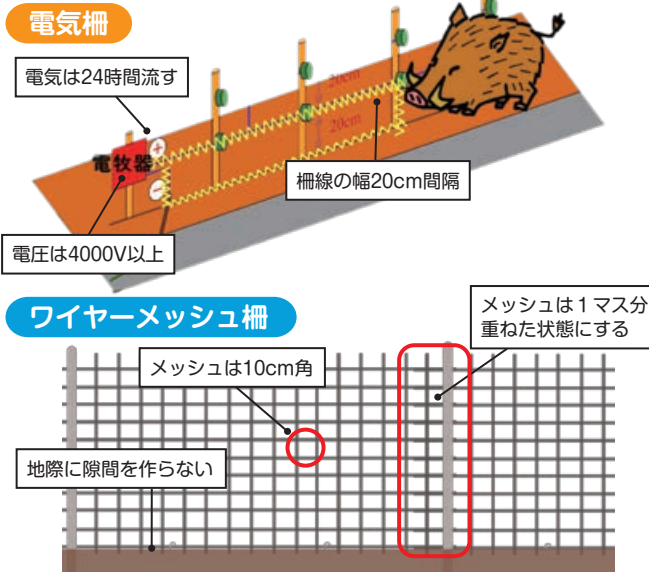 電気柵
電気は24時間流す
20cm
20cm
電牧器
+
−
柵線の幅20cm間隔
電圧は4000V以上
ワイヤーメッシュ柵
メッシュは1マス分
重ねた状態にする
メッシュは10cm角
地際に隙間を作らない